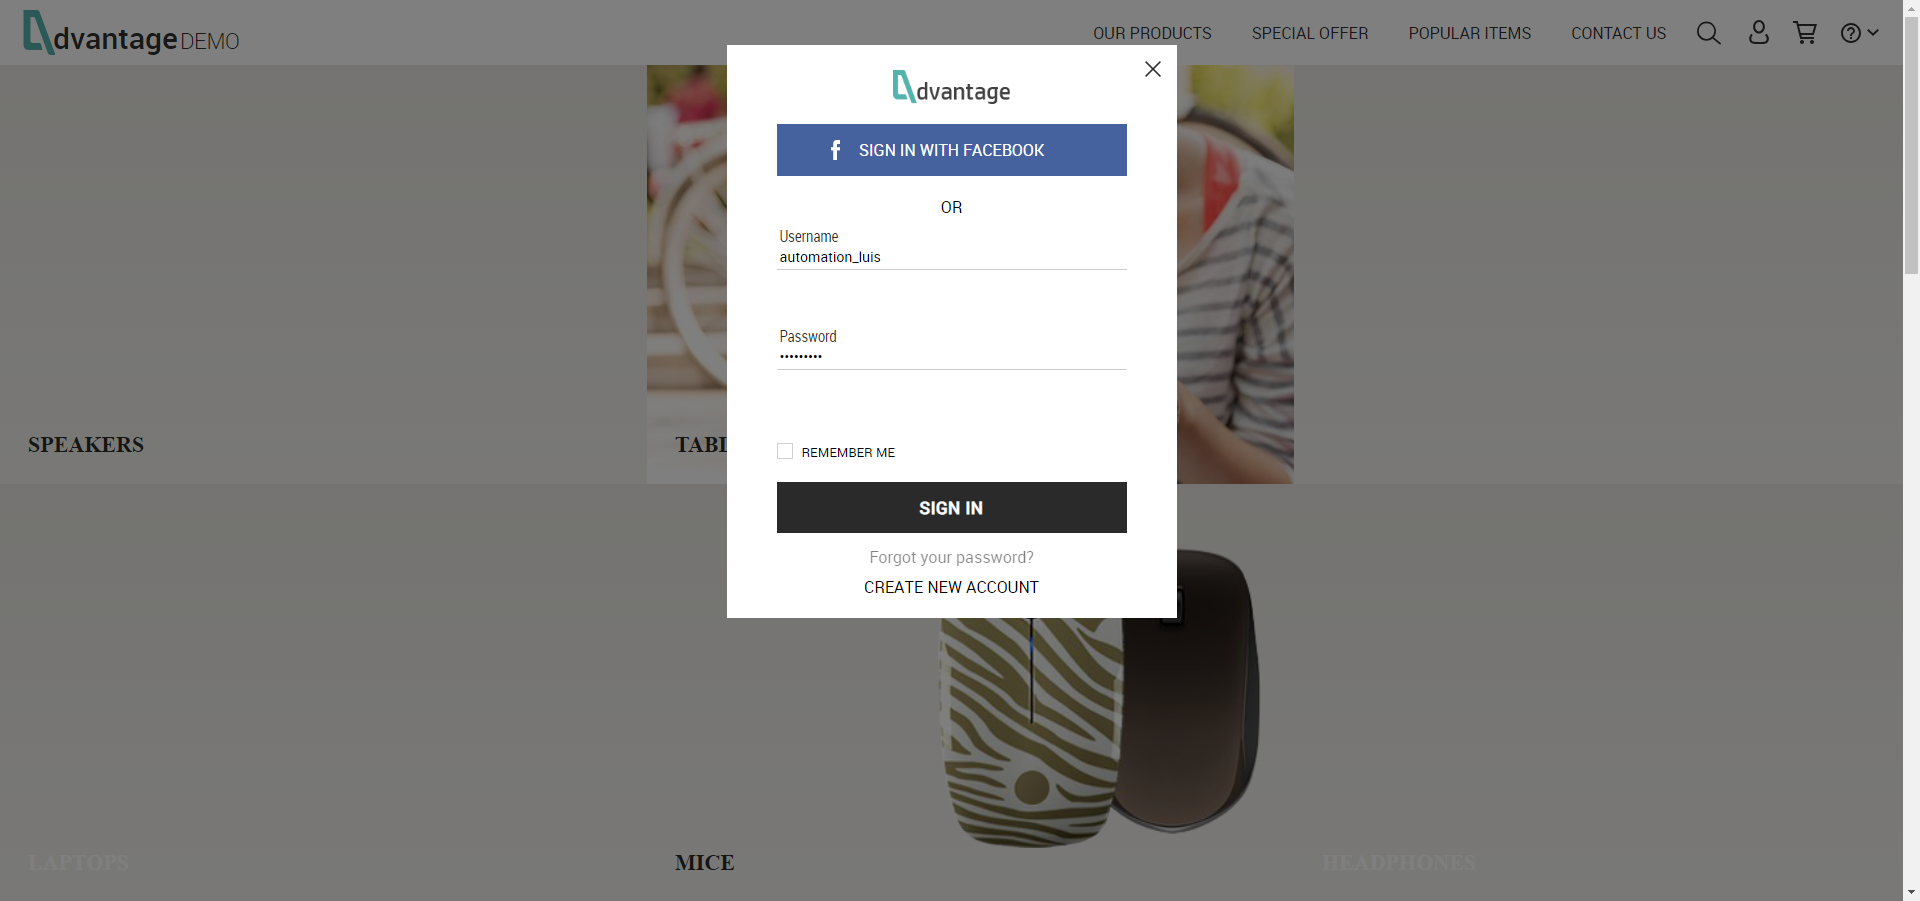 dvantage DEMO
OUR PRODUCTS
SPECIAL OFFER
POPULAR ITEMS
CONTACT US
dvantage
SIGN IN WITH FACEBOOK
OR
Username
automation_luis
Password
•••••••••
REMEMBER ME
SIGN IN
Forgot your password?
CREATE NEW ACCOUNT
SPEAKERS
TABL
LAPTOPS
MICE
HEADPHONES